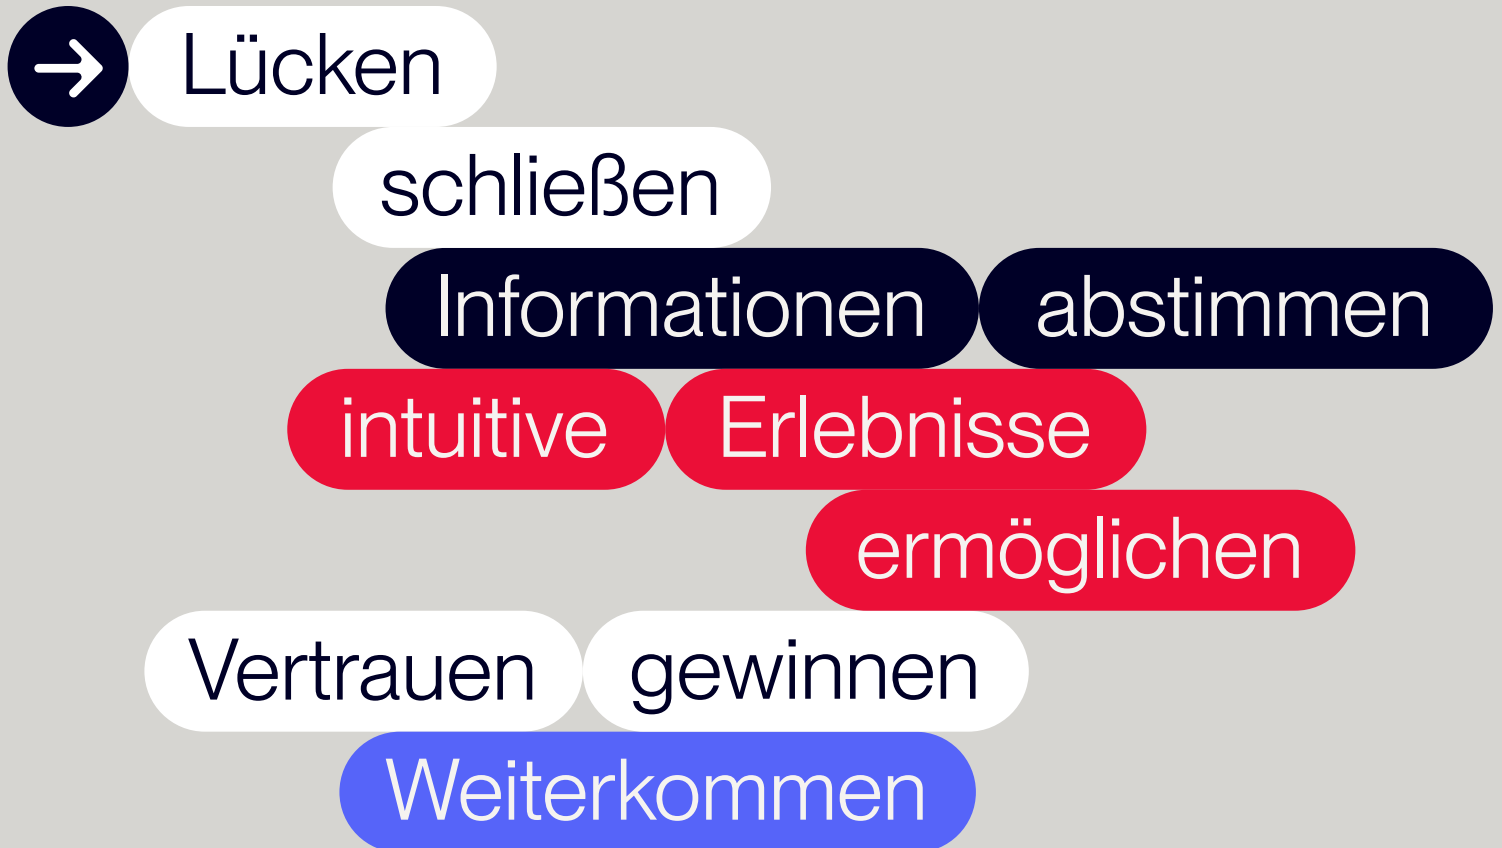 Lücken
schließen
Informationen abstimmen
intuitive Erlebnisse
ermöglichen
Vertrauen gewinnen
Weiterkommen